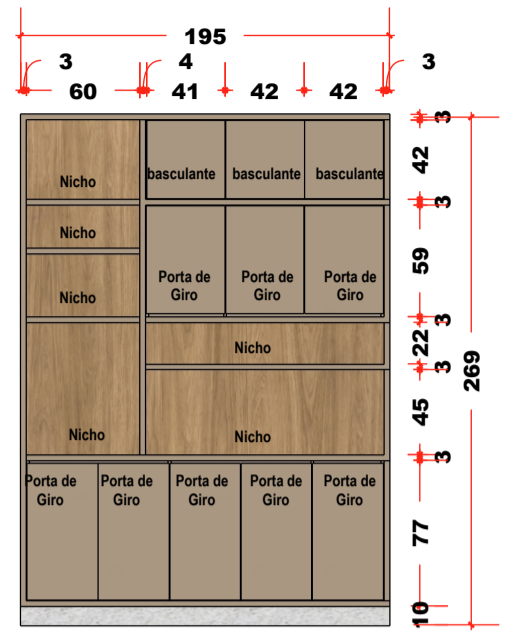 195
3
4
3
60
41
42
42
3
42
3
59
3
22
3
45
3
77
10
269
Nicho
basculante
basculante
basculante
Nicho
Nicho
Porta de
Giro
Porta de
Giro
Porta de
Giro
Nicho
Nicho
Nicho
Porta de
Giro
Porta de
Giro
Porta de
Giro
Porta de
Giro
Porta de
Giro